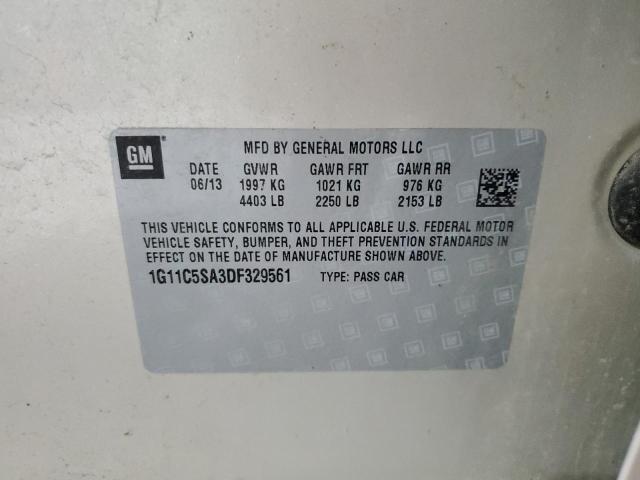 GM
MFD BY GENERAL MOTORS LLC
DATE GVWR GAWR FRT GAWR RR
06/13 1997 KG 1021 KG 976 KG
4403 LB 2250 LB 2153 LB
THIS VEHICLE CONFORMS TO ALL APPLICABLE U.S. FEDERAL MOTOR
VEHICLE SAFETY, BUMPER, AND THEFT PREVENTION STANDARDS IN
EFFECT ON THE DATE OF MANUFACTURE SHOWN ABOVE.
1G11C5SA3DF329561 TYPE: PASS CAR